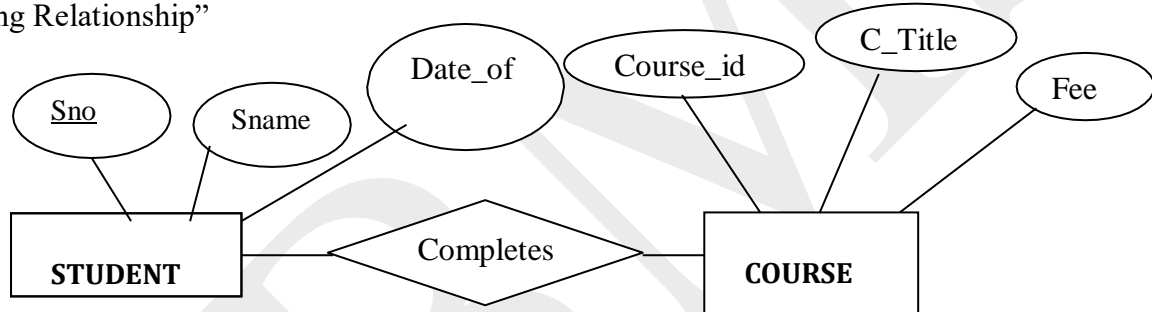 ng Relationship”
C_Title
Date_of
Course_id
Fee
Sno
Sname
Completes
STUDENT
COURSE